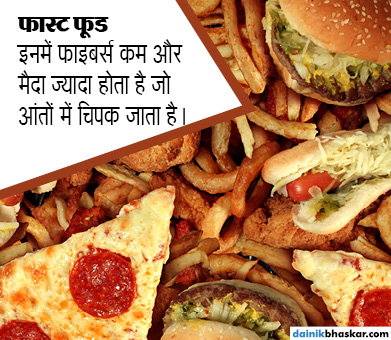 फास्ट फूड
इनमें फाइबर्स कम और
मैदा ज्यादा होता है जो
आंतों में चिपक जाता है।
dainikbhaskar.com